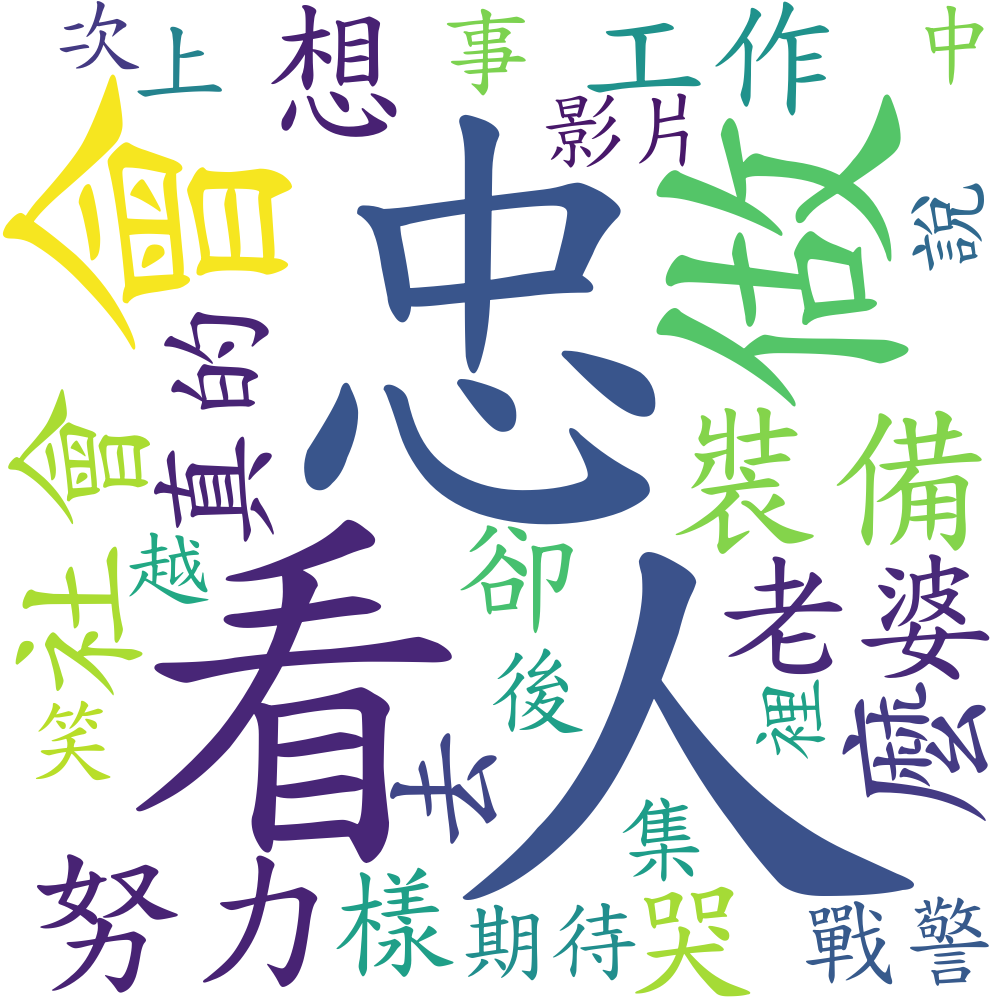 次
上
想
事
工作
中
影片
會
忠
做
說
真的
社會
裝備
越
看
卻
人
老婆
後
裡
麼
笑
去
集
努力
樣
期待
哭
戰警